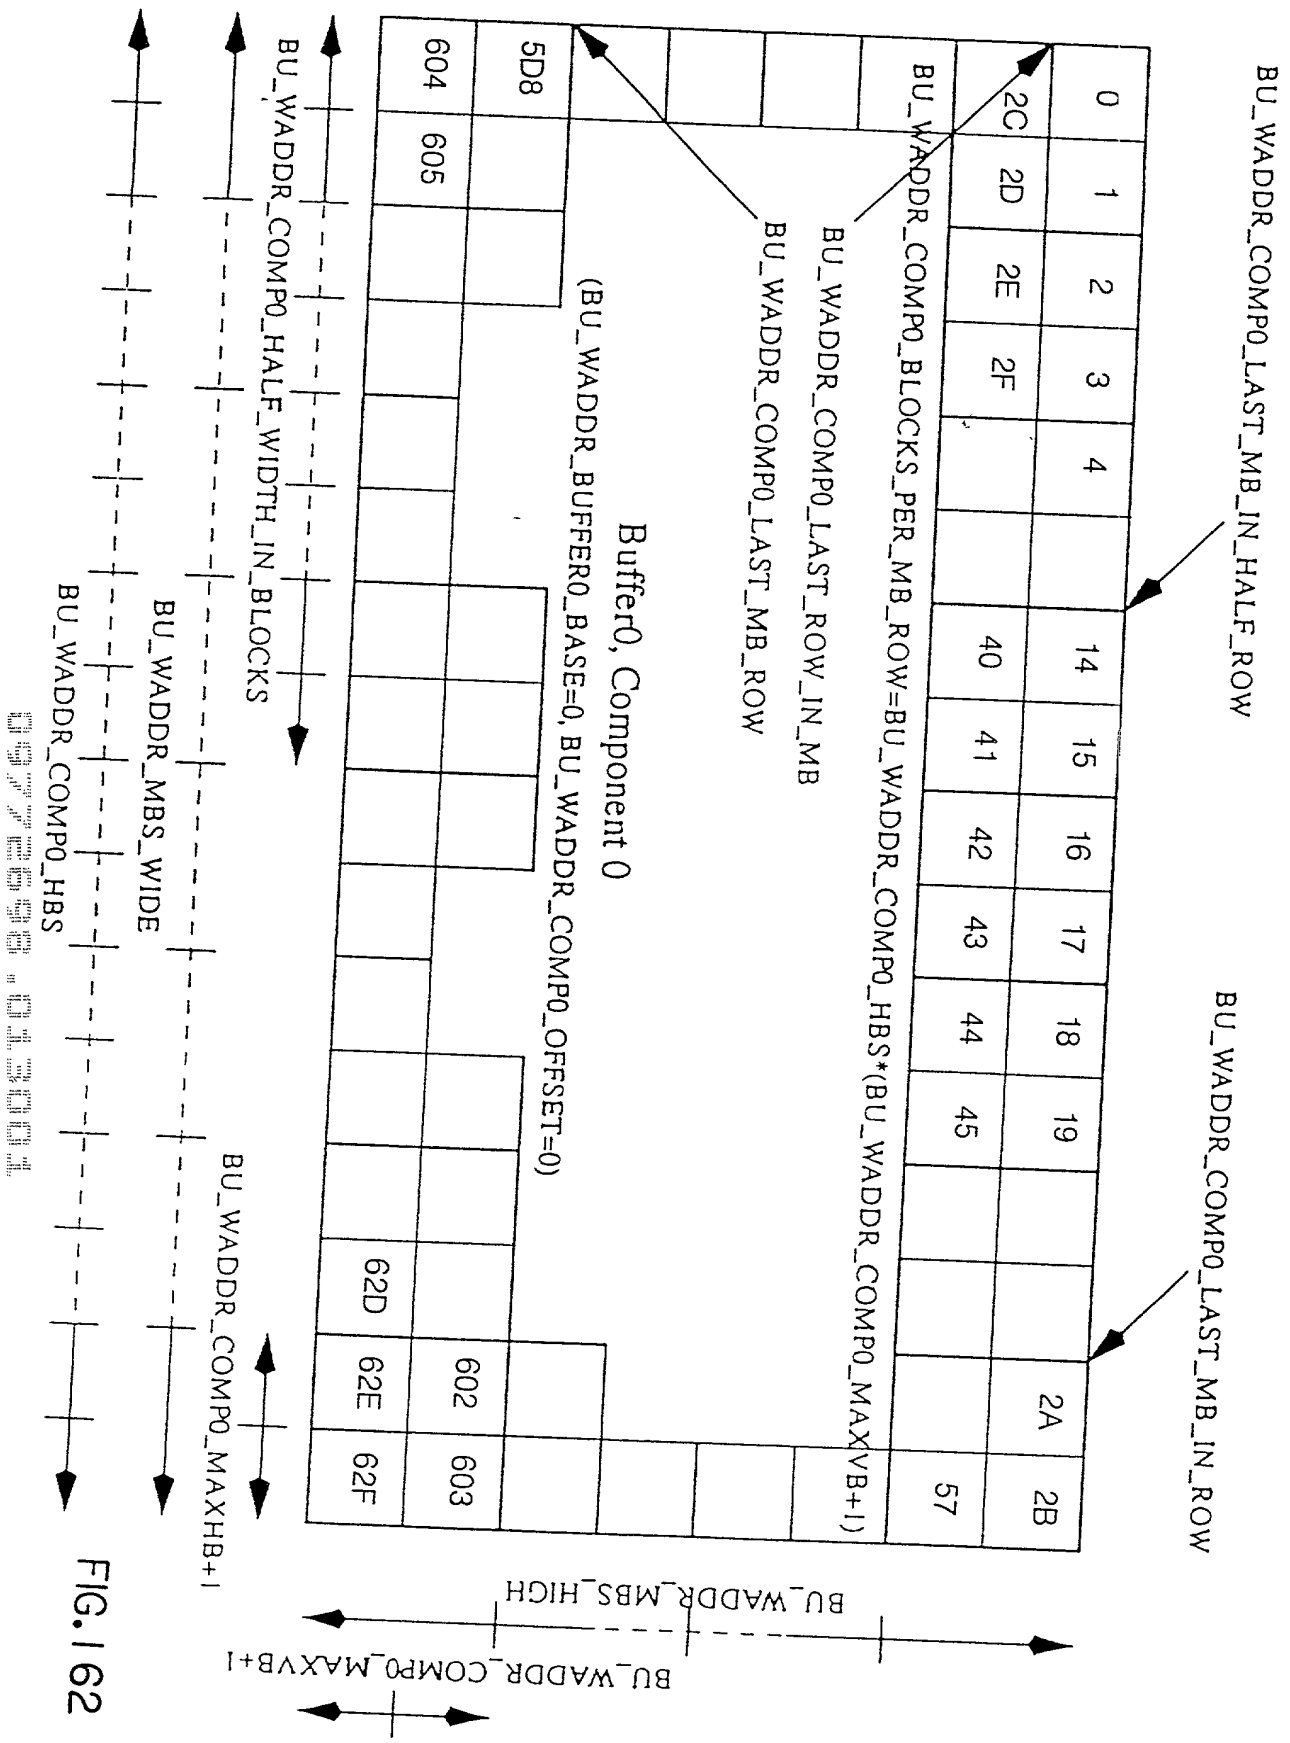 BU_WADDR_COMP0_LAST_MB_IN_HALF_ROW
BU_WADDR_COMP0_LAST_MB_IN_ROW
0 1 2 3 4 14 15 16 17 18 19 2A 2B
2C 2D 2E 2F 40 41 42 43 44 45 57
BU_WADDR_COMP0_BLOCKS_PER_MB_ROW=BU_WADDR_COMP0_HBS*(BU_WADDR_COMP0_MAXVB+1)
BU_WADDR_COMP0_LAST_ROW_IN_MB
BU_WADDR_COMP0_LAST_MB_ROW
Buffer0, Component 0
(BU_WADDR_BUFFER0_BASE=0, BU_WADDR_COMP0_OFFSET=0)
5D8 602 603
604 605 62D 62E 62F
BU_WADDR_MBS_HIGH
BU_WADDR_COMP0_MAXVB+1
BU_WADDR_COMP0_HALF_WIDTH_IN_BLOCKS
BU_WADDR_COMP0_MAXHB+1
BU_WADDR_MBS_WIDE
BU_WADDR_COMP0_HBS
FIG.162
09772698.013001